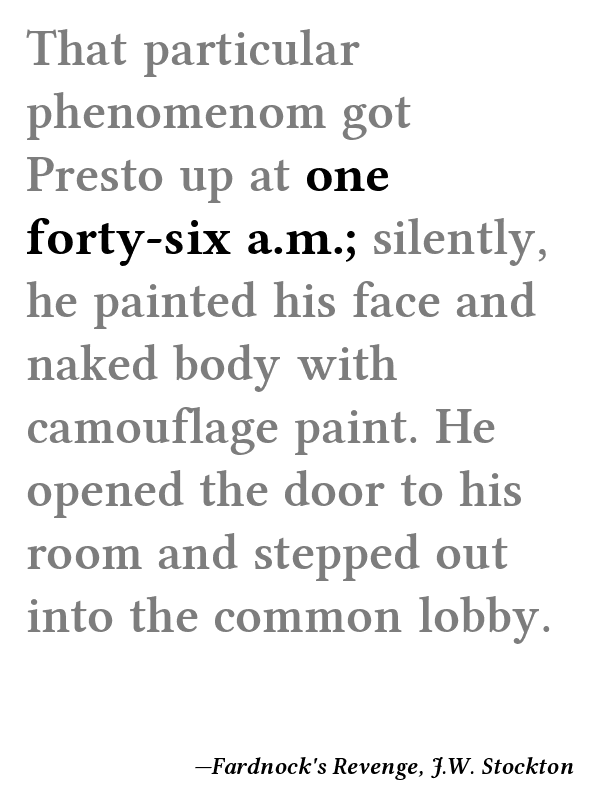 That particular
phenomenom got
Presto up at one
forty-six a.m.; silently,
he painted his face and
naked body with
camouflage paint. He
opened the door to his
room and stepped out
into the common lobby.
—Fardnock's Revenge, J.W. Stockton